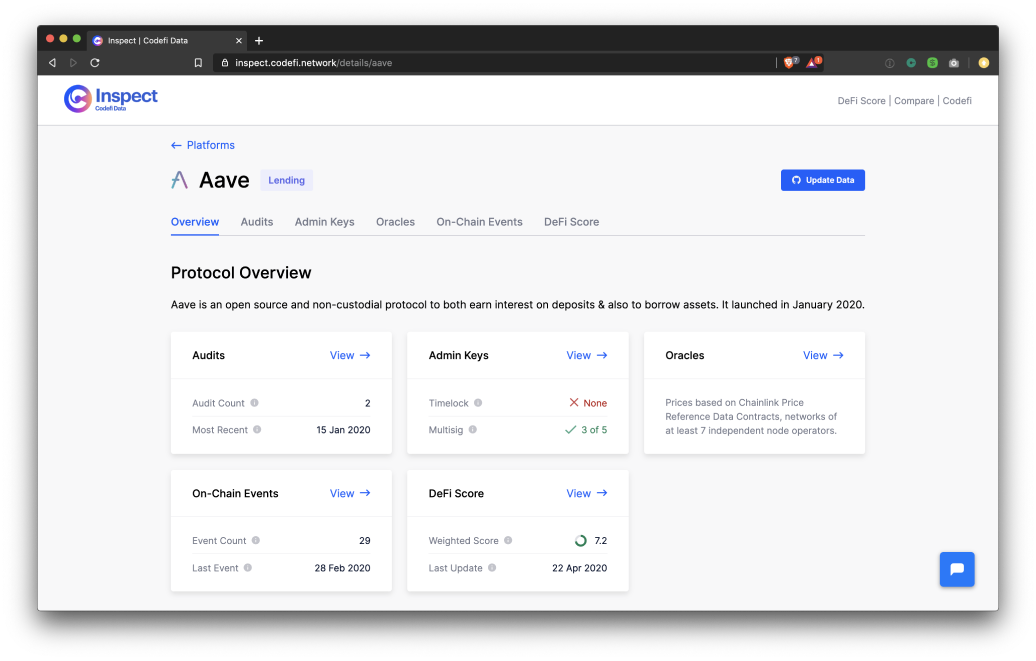 Inspect | Codefi Data
inspect.codefi.network/details/aave
7
1
Inspect
Codefi Data
DeFi Score | Compare | Codefi
← Platforms
Aave Lending
Update Data
Overview Audits Admin Keys Oracles On-Chain Events DeFi Score
Protocol Overview
Aave is an open source and non-custodial protocol to both earn interest on deposits & also to borrow assets. It launched in January 2020.
Audits View →
Audit Count 2
Most Recent 15 Jan 2020
Admin Keys View →
Timelock None
Multisig 3 of 5
Oracles View →
Prices based on Chainlink Price
Reference Data Contracts, networks of
at least 7 independent node operators.
On-Chain Events View →
Event Count 29
Last Event 28 Feb 2020
DeFi Score View →
Weighted Score 7.2
Last Update 22 Apr 2020